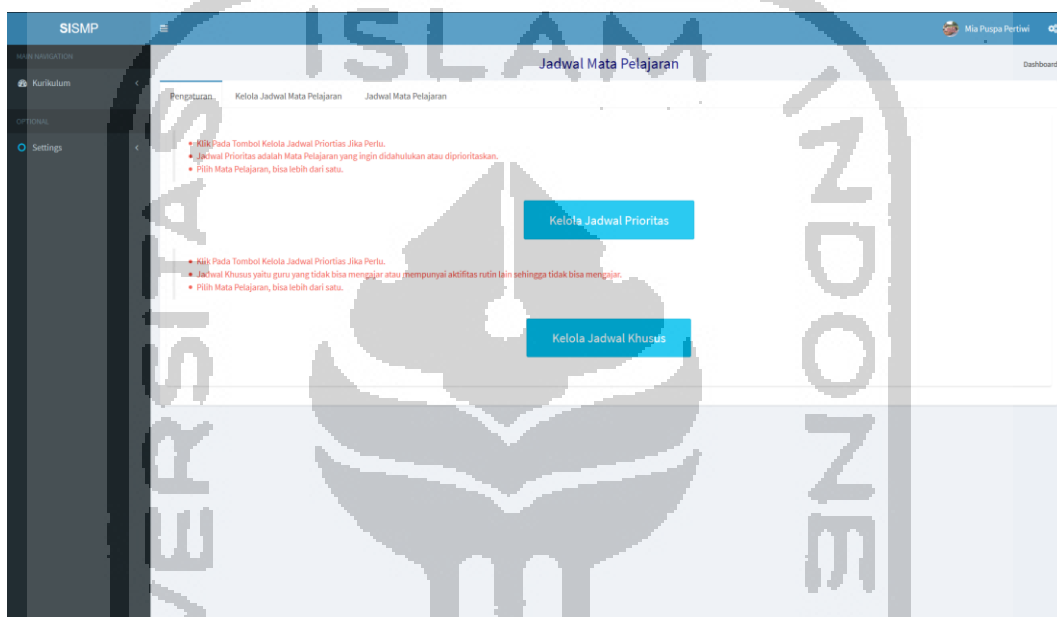 SISMP
Mia Puspa Pertiwi
MAIN NAVIGATION
Jadwal Mata Pelajaran
Dashboard
Kurikulum
Pengaturan Kelola Jadwal Mata Pelajaran Jadwal Mata Pelajaran
OPTIONAL
Settings
Klik Pada Tombol Kelola Jadwal Priortias Jika Perlu.
Jadwal Prioritas adalah Mata Pelajaran yang ingin didahulukan atau diprioritaskan.
Pilih Mata Pelajaran, bisa lebih dari satu.
Kelola Jadwal Prioritas
Klik Pada Tombol Kelola Jadwal Priortias Jika Perlu.
Jadwal Khusus yaitu guru yang tidak bisa mengajar atau mempunyai aktifitas rutin lain sehingga tidak bisa mengajar.
Pilih Mata Pelajaran, bisa lebih dari satu.
Kelola Jadwal Khusus
ISLAM
VERSITAS
INDONE